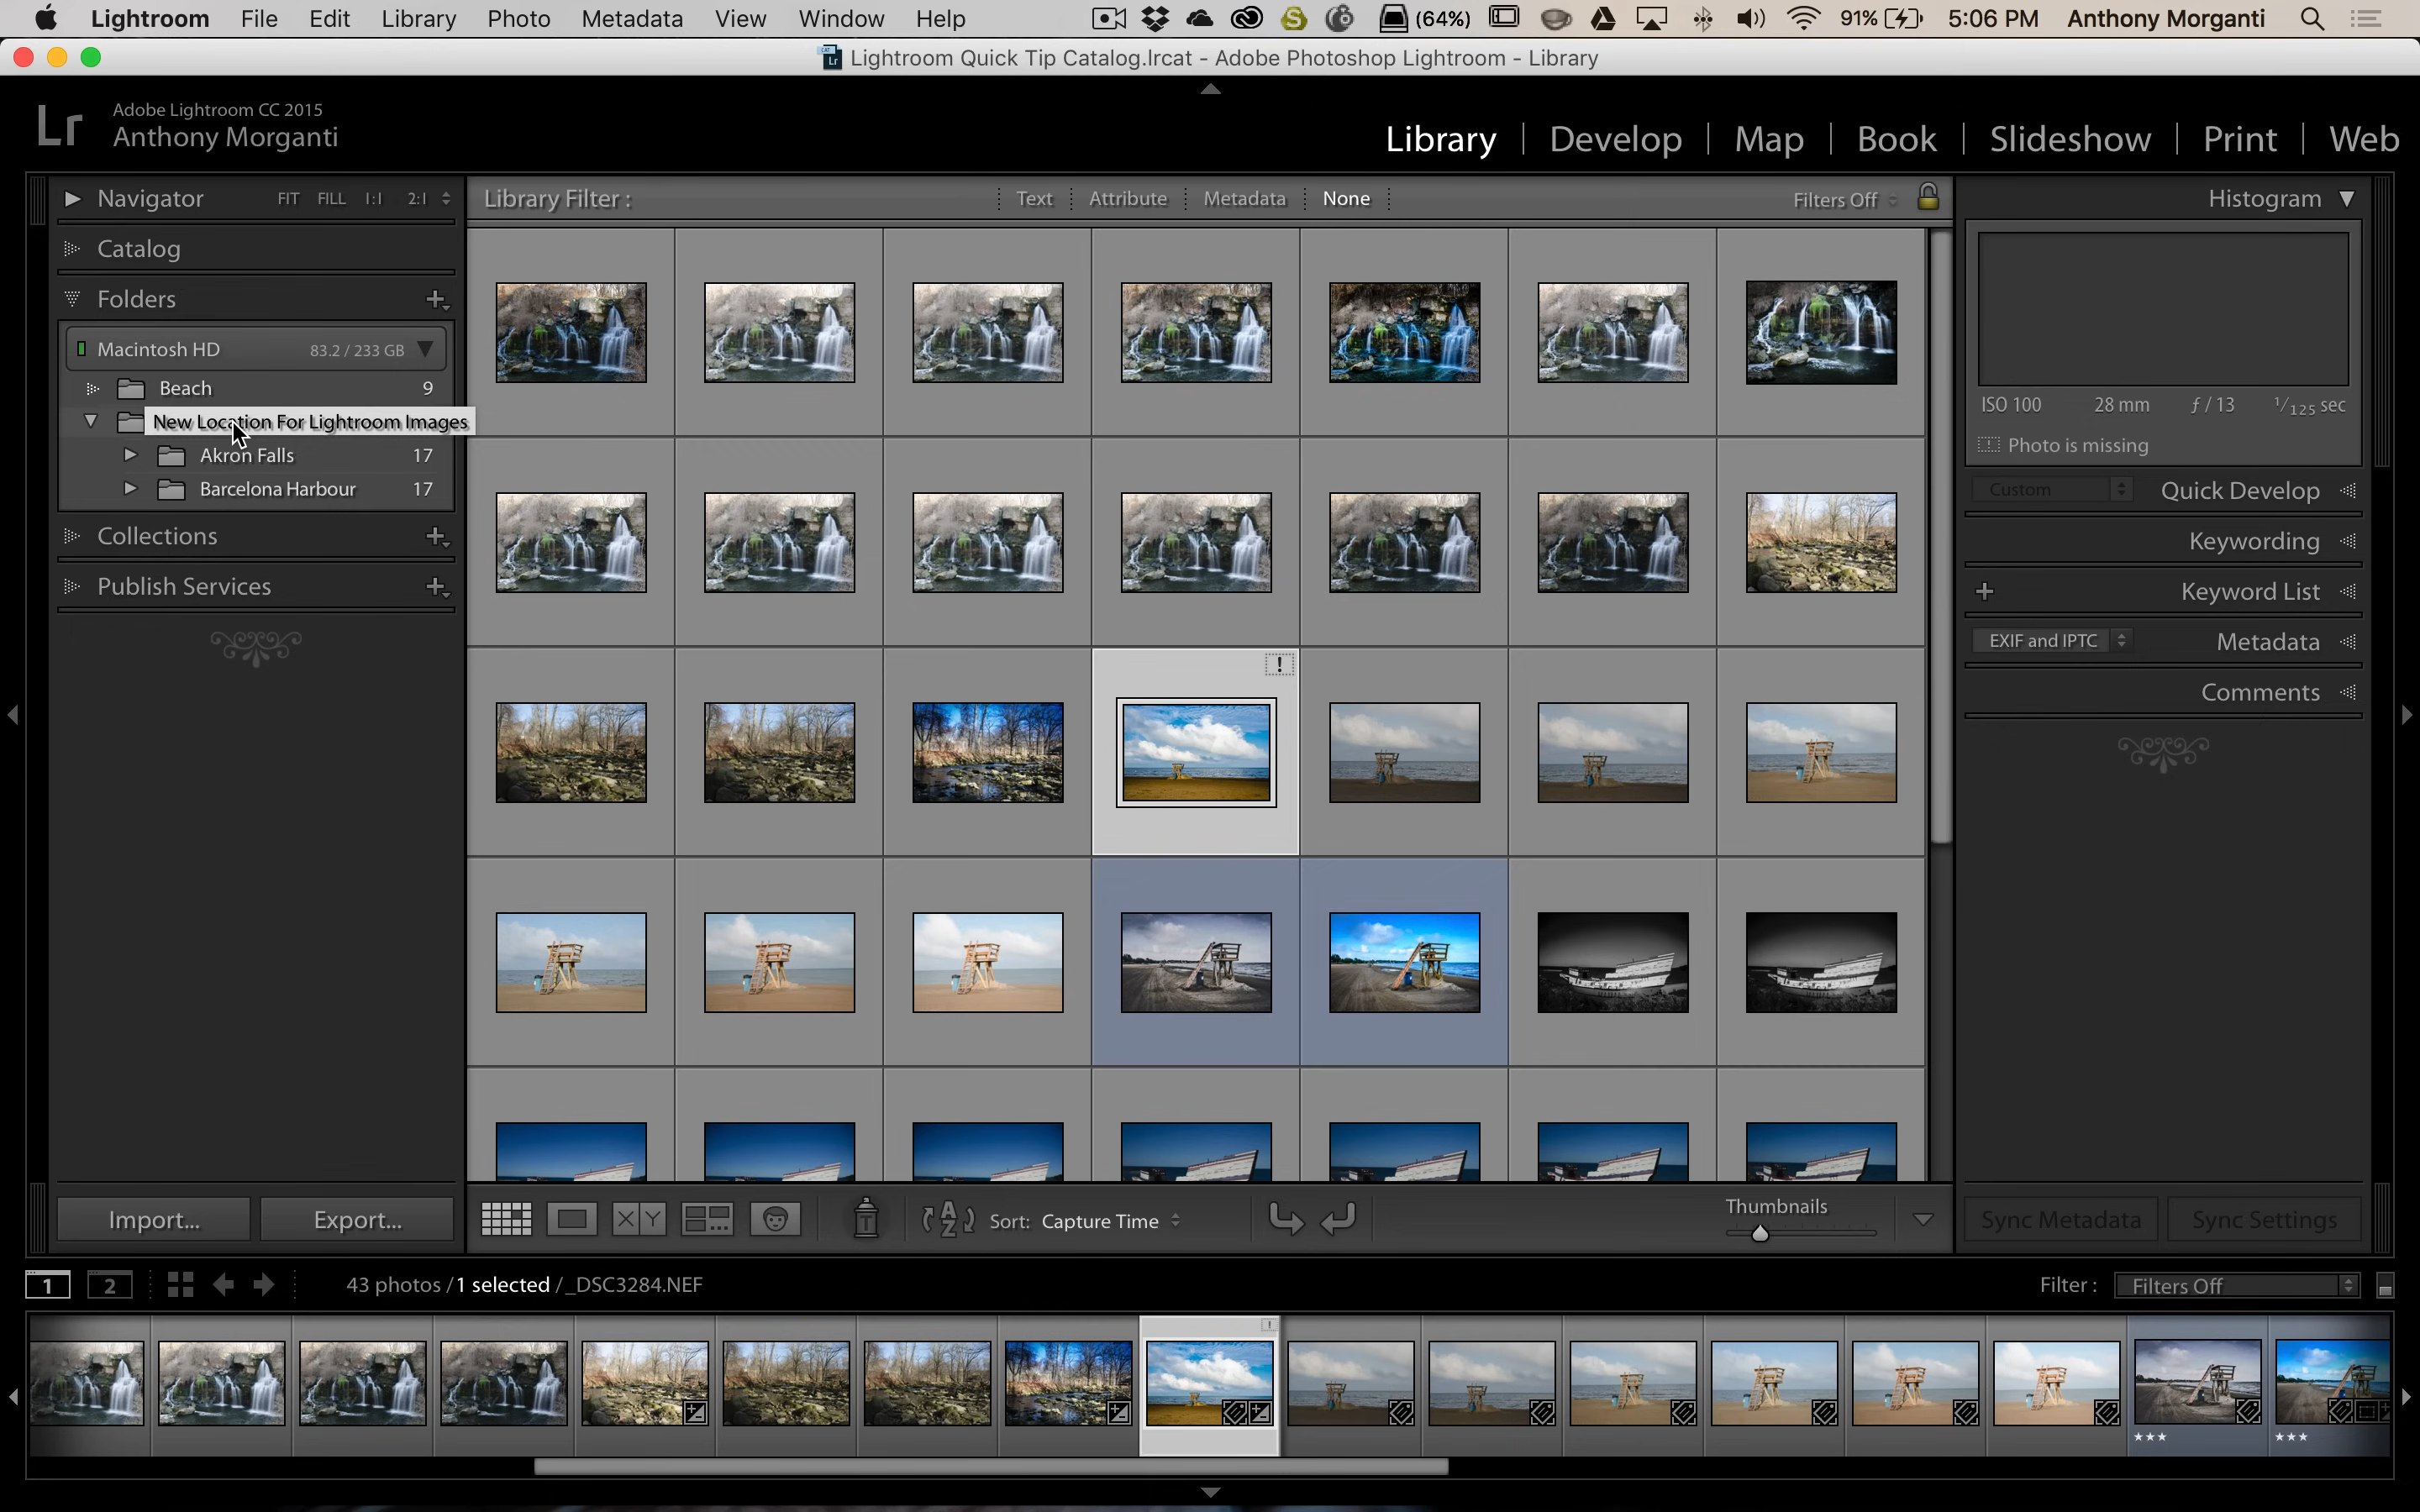 Lightroom File Edit Library Photo Metadata View Window Help (64%) 91% 5:06 PM Anthony Morganti
Lightroom Quick Tip Catalog.lrcat - Adobe Photoshop Lightroom - Library
Lr Adobe Lightroom CC 2015
Anthony Morganti
Library Develop Map Book Slideshow Print Web
Navigator FIT FILL 1:1 2:1
Library Filter : Text Attribute Metadata None Filters Off
Histogram
Catalog
Folders
Macintosh HD 83.2 / 233 GB
Beach 9
New Location For Lightroom Images
Akron Falls 17
Barcelona Harbour 17
Collections
Publish Services
ISO 100 28 mm ƒ / 13 1/125 sec
Photo is missing
Custom Quick Develop
Keywording
Keyword List
EXIF and IPTC Metadata
Comments
!
Import... Export...
X Y
T
A
Z
Sort: Capture Time
Thumbnails
Sync Metadata Sync Settings
1 2 43 photos / 1 selected / _DSC3284.NEF
Filter : Filters Off